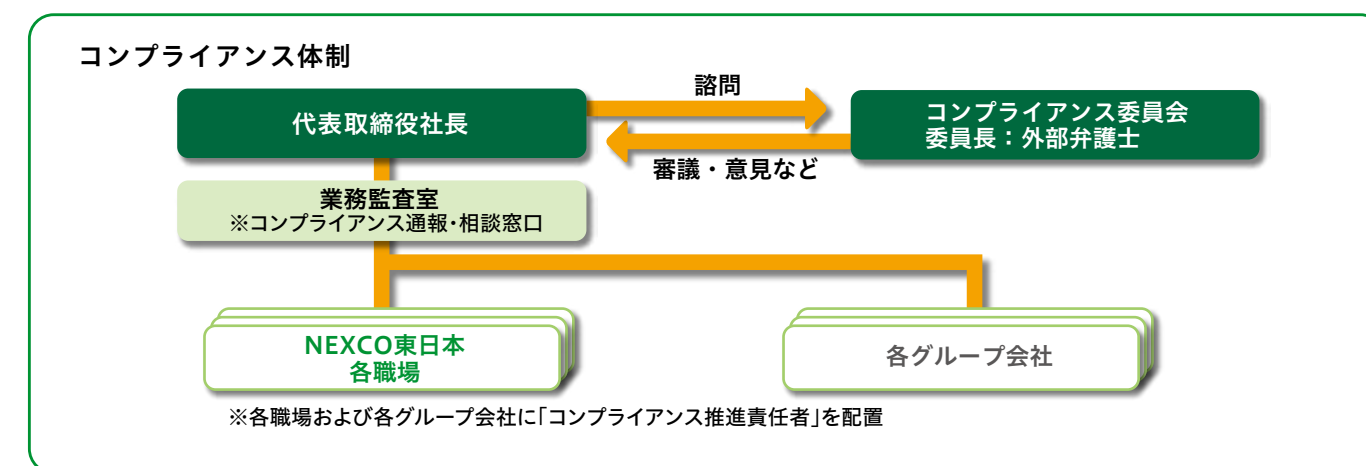 コンプライアンス体制
代表取締役社長
諮問
審議・意見など
コンプライアンス委員会
委員長：外部弁護士
業務監査室
※コンプライアンス通報・相談窓口
NEXCO東日本
各職場
各グループ会社
※各職場および各グループ会社に「コンプライアンス推進責任者」を配置